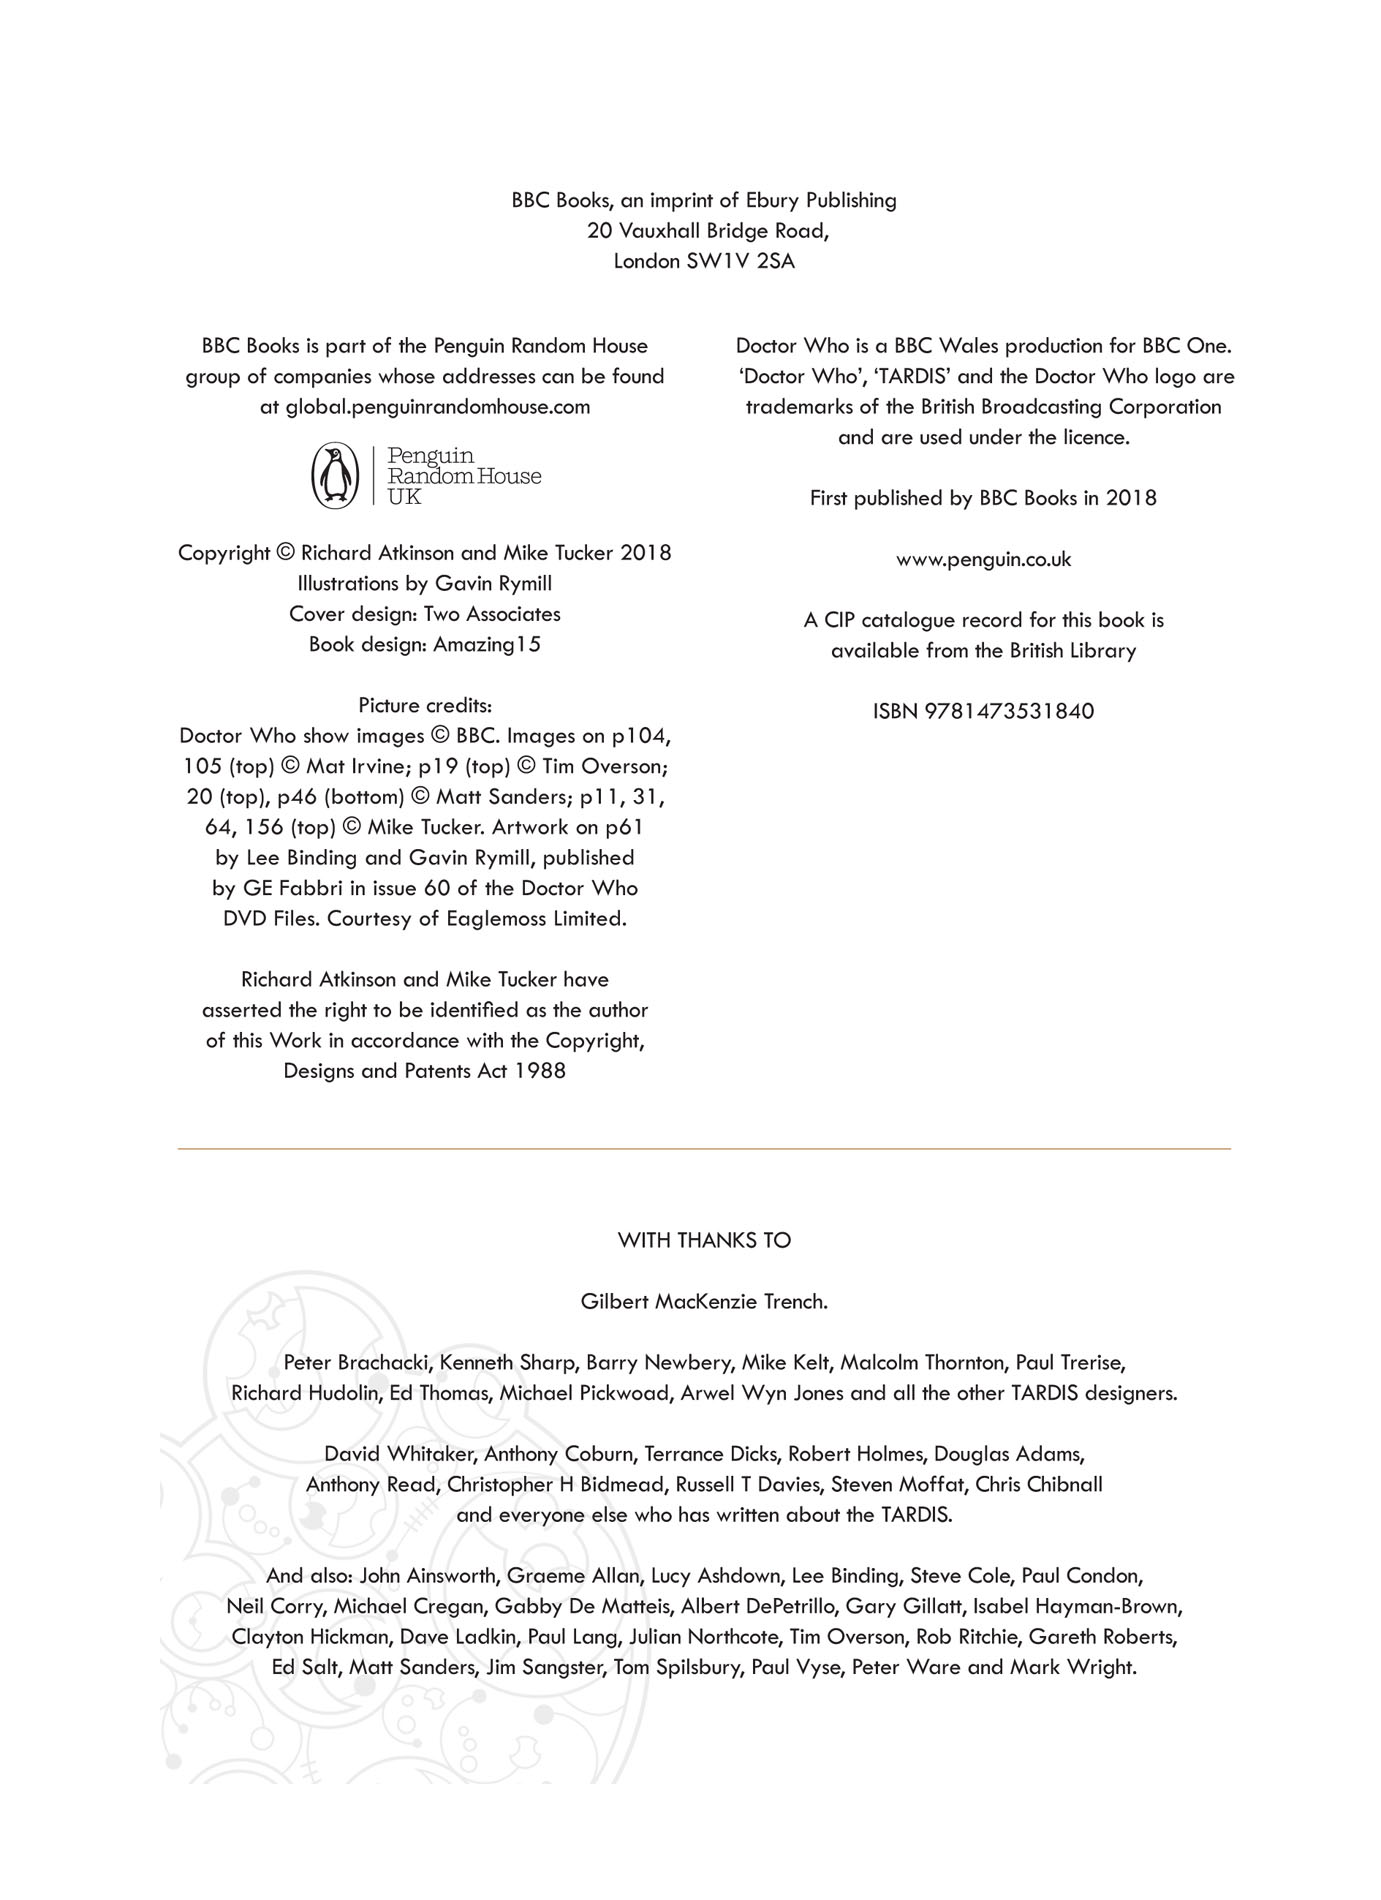 BBC Books, an imprint of Ebury Publishing
20 Vauxhall Bridge Road,
London SW1V 2SA
BBC Books is part of the Penguin Random House
group of companies whose addresses can be found
at global.penguinrandomhouse.com
Penguin
Random House
UK
Copyright © Richard Atkinson and Mike Tucker 2018
Illustrations by Gavin Rymill
Cover design: Two Associates
Book design: Amazing15
Picture credits:
Doctor Who show images © BBC. Images on p104,
105 (top) © Mat Irvine; p19 (top) © Tim Overson;
20 (top), p46 (bottom) © Matt Sanders; p11, 31,
64, 156 (top) © Mike Tucker. Artwork on p61
by Lee Binding and Gavin Rymill, published
by GE Fabbri in issue 60 of the Doctor Who
DVD Files. Courtesy of Eaglemoss Limited.
Richard Atkinson and Mike Tucker have
asserted the right to be identified as the author
of this Work in accordance with the Copyright,
Designs and Patents Act 1988
Doctor Who is a BBC Wales production for BBC One.
‘Doctor Who’, ‘TARDIS’ and the Doctor Who logo are
trademarks of the British Broadcasting Corporation
and are used under the licence.
First published by BBC Books in 2018
www.penguin.co.uk
A CIP catalogue record for this book is
available from the British Library
ISBN 9781473531840
WITH THANKS TO
Gilbert MacKenzie Trench.
Peter Brachacki, Kenneth Sharp, Barry Newbery, Mike Kelt, Malcolm Thornton, Paul Trerise,
Richard Hudolin, Ed Thomas, Michael Pickwoad, Arwel Wyn Jones and all the other TARDIS designers.
David Whitaker, Anthony Coburn, Terrance Dicks, Robert Holmes, Douglas Adams,
Anthony Read, Christopher H Bidmead, Russell T Davies, Steven Moffat, Chris Chibnall
and everyone else who has written about the TARDIS.
And also: John Ainsworth, Graeme Allan, Lucy Ashdown, Lee Binding, Steve Cole, Paul Condon,
Neil Corry, Michael Cregan, Gabby De Matteis, Albert DePetrillo, Gary Gillatt, Isabel Hayman-Brown,
Clayton Hickman, Dave Ladkin, Paul Lang, Julian Northcote, Tim Overson, Rob Ritchie, Gareth Roberts,
Ed Salt, Matt Sanders, Jim Sangster, Tom Spilsbury, Paul Vyse, Peter Ware and Mark Wright.